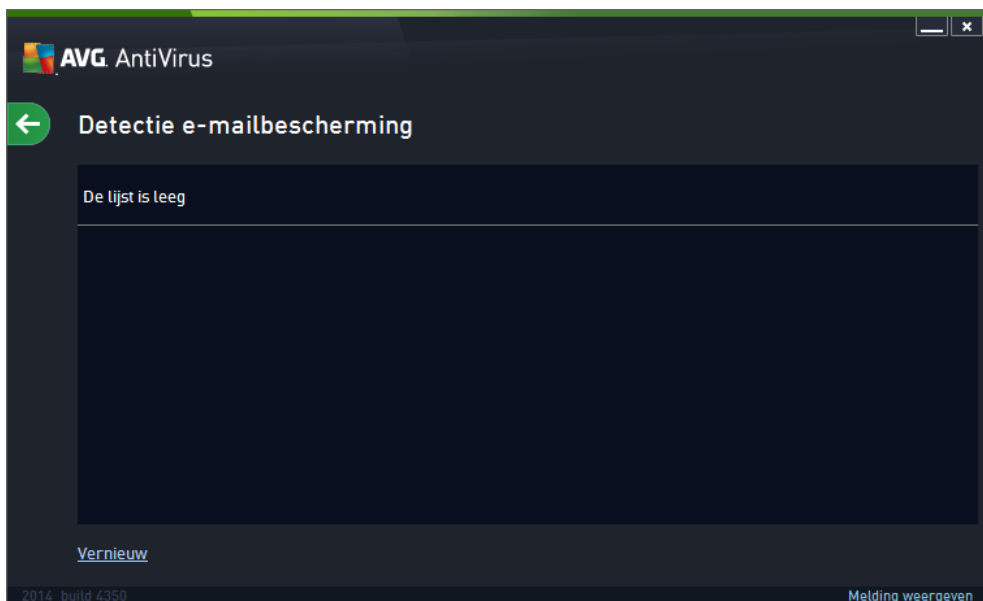 AVG. AntiVirus
Detectie e-mailbescherming
De lijst is leeg
Vernieuw
2014 build 4350
Melding weergeven